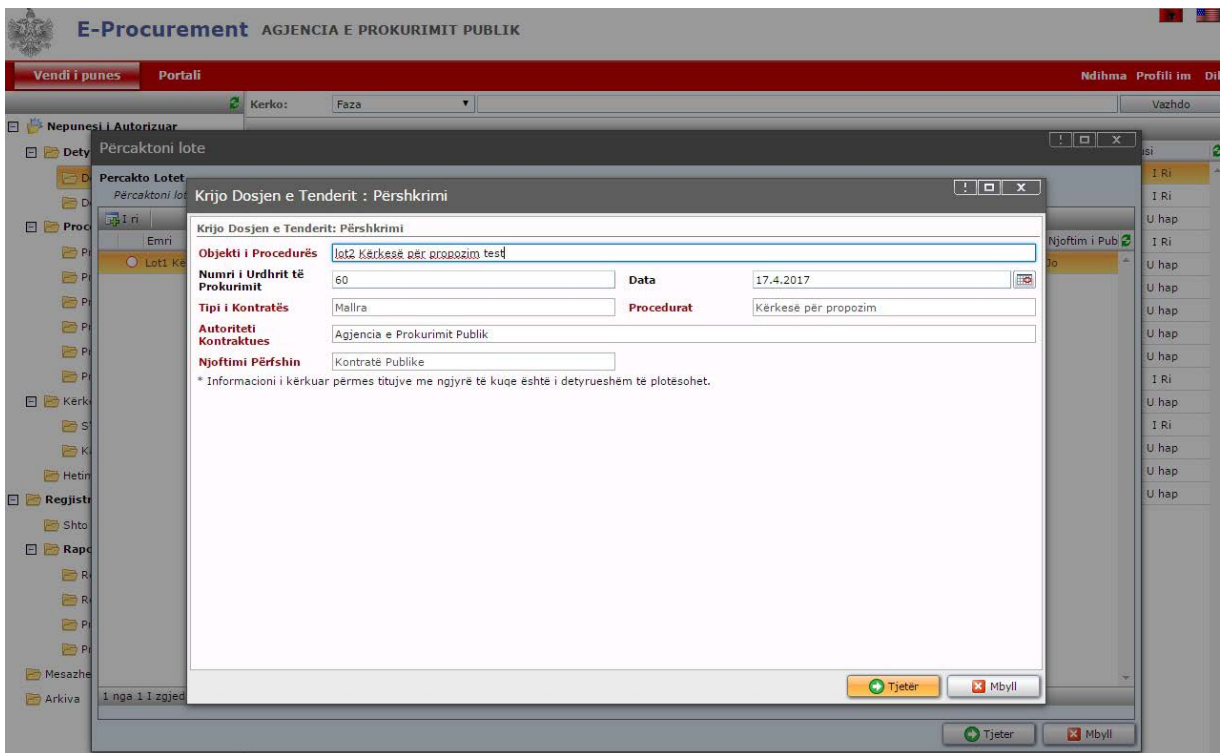 E-Procurement AGJENCIA E PROKURIMIT PUBLIK
Vendi i punes Portali Ndihma Profili im
Kerko: Faza Vazhdo
Nepunesi i Autorizuar
Përcaktoni lote
Percakto Lotet
Përcaktoni
I ri
Emri
Njoftim i Pub
Lot1
Jo
Krijo Dosjen e Tenderit : Përshkrimi
Krijo Dosjen e Tenderit: Përshkrimi
Objekti i Procedurës lot2 Kërkesë për propozim test
Numri i Urdhrit të Prokurimit 60 Data 17.4.2017
Tipi i Kontratës Mallra Procedurat Kërkesë për propozim
Autoriteti Kontraktues Agjencia e Prokurimit Publik
Njoftimi Përfshin Kontratë Publike
* Informacioni i kërkuar përmes titujve me ngjyrë të kuqe është i detyrueshëm të plotësohet.
Tjetër Mbyll
I Ri
I Ri
U hap
I Ri
U hap
U hap
U hap
U hap
U hap
I Ri
U hap
I Ri
U hap
U hap
U hap
Shto
Arkiva
1 nga 1 I
Tjeter Mbyll